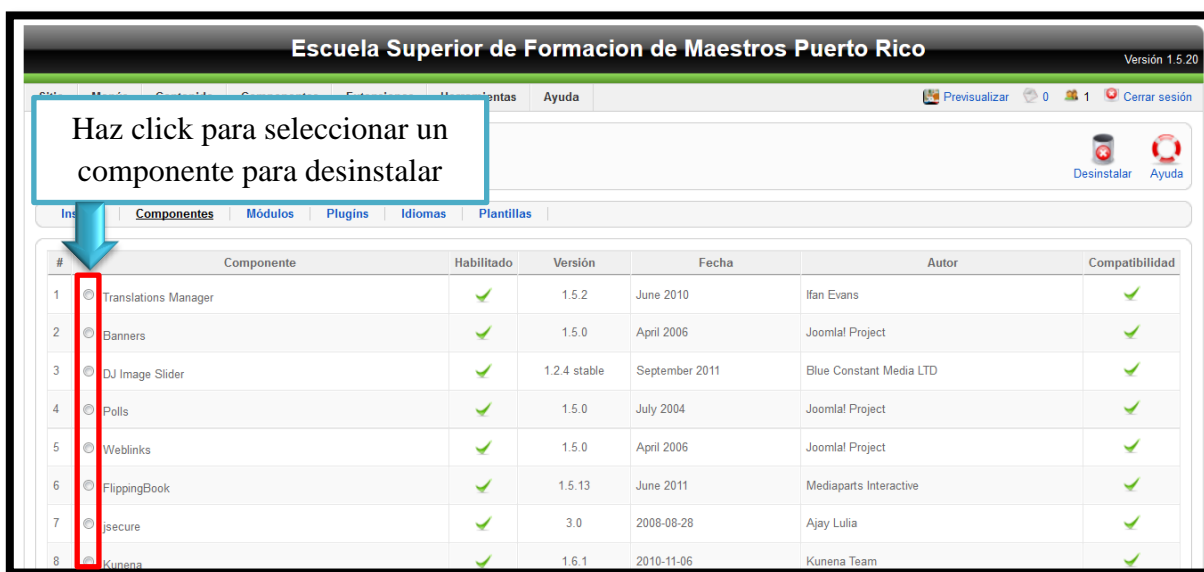 Escuela Superior de Formacion de Maestros Puerto Rico
Versión 1.5.20
Ayuda
Previsualizar 0 1 Cerrar sesión
Haz click para seleccionar un
componente para desinstalar
Desinstalar Ayuda
Componentes Módulos Plugins Idiomas Plantillas
# Componente Habilitado Versión Fecha Autor Compatibilidad
1 Translations Manager 1.5.2 June 2010 Ifan Evans
2 Banners 1.5.0 April 2006 Joomla! Project
3 DJ Image Slider 1.2.4 stable September 2011 Blue Constant Media LTD
4 Polls 1.5.0 July 2004 Joomla! Project
5 Weblinks 1.5.0 April 2006 Joomla! Project
6 FlippingBook 1.5.13 June 2011 Mediaparts Interactive
7 jsecure 3.0 2008-08-28 Ajay Lulia
8 Kunena 1.6.1 2010-11-06 Kunena Team